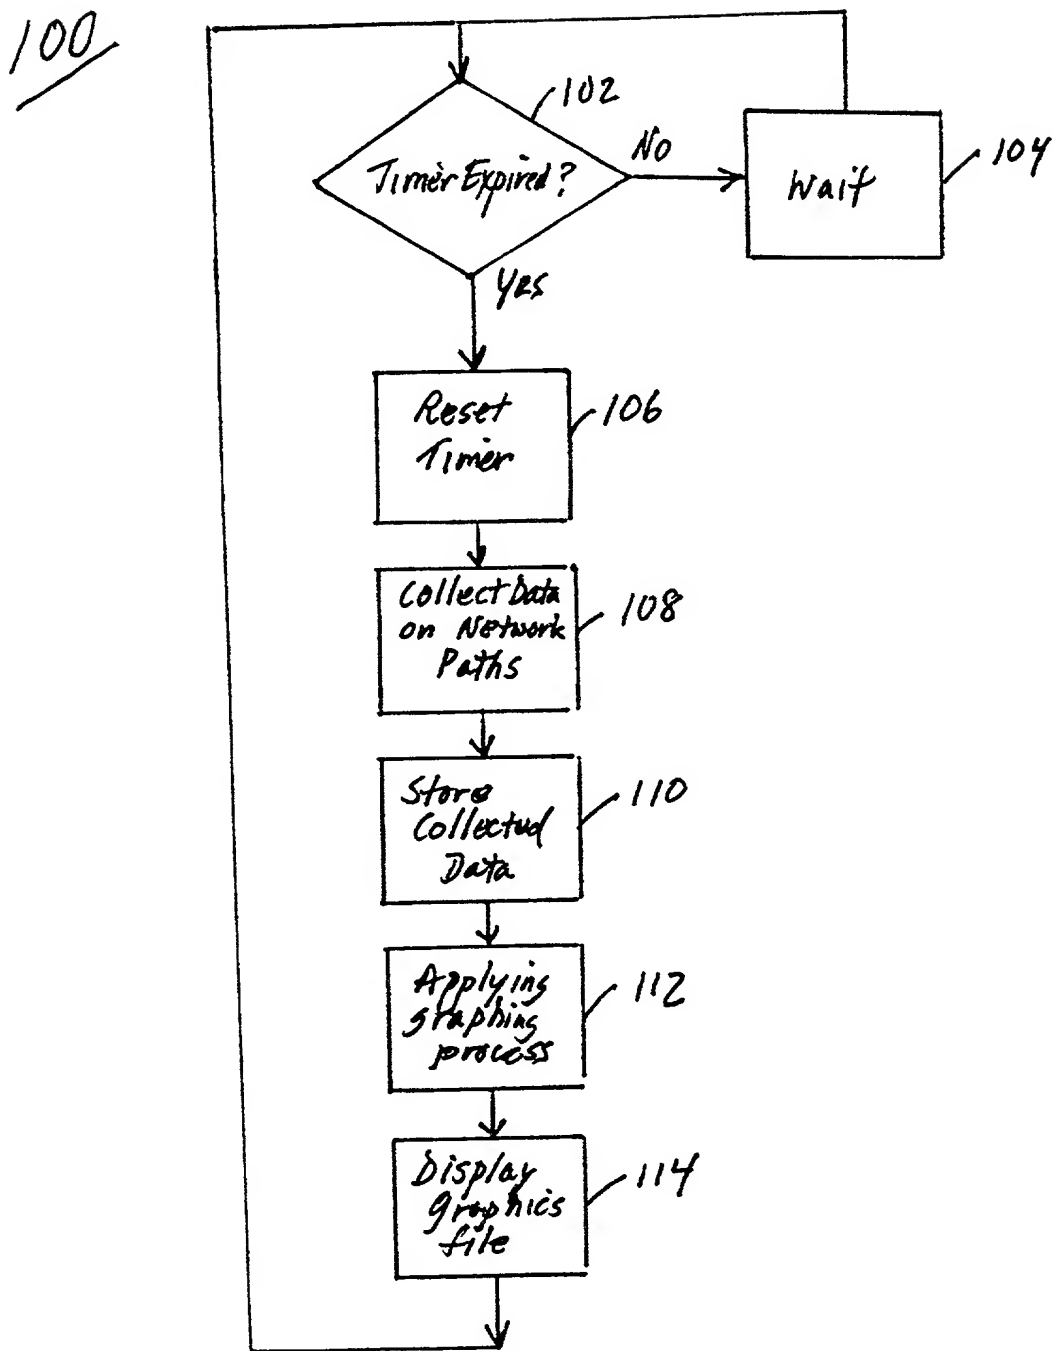 100
102
Timer Expired?
No
Wait
104
Yes
Reset
Timer
106
Collect Data
on Network
Paths
108
Store
Collected
Data
110
Applying
graphing
process
112
Display
graphics
file
114